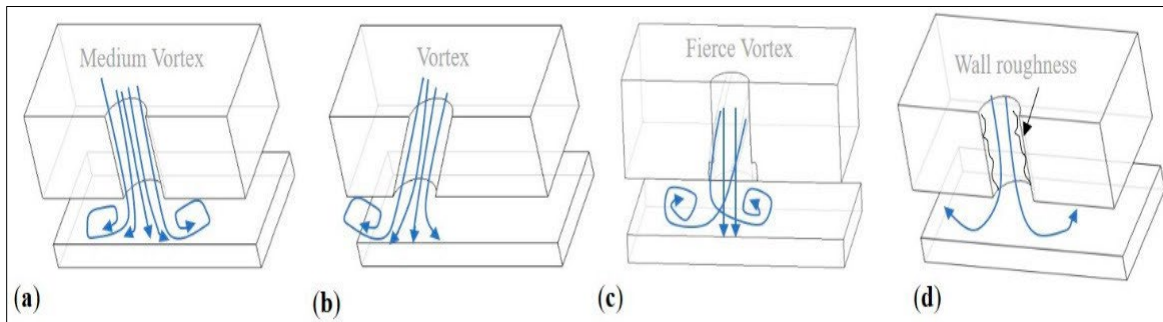 Medium Vortex
Vortex
Fierce Vortex
Wall roughness
(a)
(b)
(c)
(d)